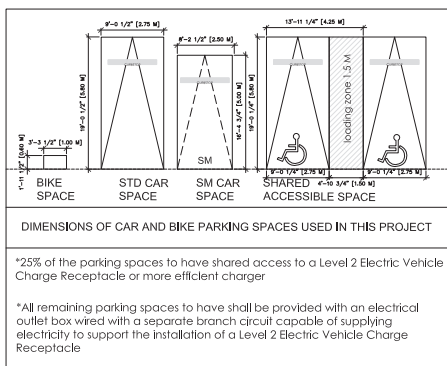 9'-0 1/2" [2.75 M]
13'-11 1/4" [4.25 M]
8'-2 1/2" [2.50 M]
19'-0 1/2" [5.80 M]
16'-4 3/4" [5.00 M]
19'-0 1/4" [5.80 M]
loading zone 1.5 M
3'-3 1/2" [1.00 M]
1'-11 1/2" [0.60 M]
SM
9'-0 1/4" [2.75 M]
4'-10 3/4" [1.50 M]
9'-0 1/4" [2.75 M]
BIKE SPACE
STD CAR SPACE
SM CAR SPACE
SHARED ACCESSIBLE SPACE
DIMENSIONS OF CAR AND BIKE PARKING SPACES USED IN THIS PROJECT
*25% of the parking spaces to have shared access to a Level 2 Electric Vehicle
Charge Receptacle or more efficient charger
*All remaining parking spaces to have shall be provided with an electrical
outlet box wired with a separate branch circuit capable of supplying
electricity to support the installation of a Level 2 Electric Vehicle Charge
Receptacle